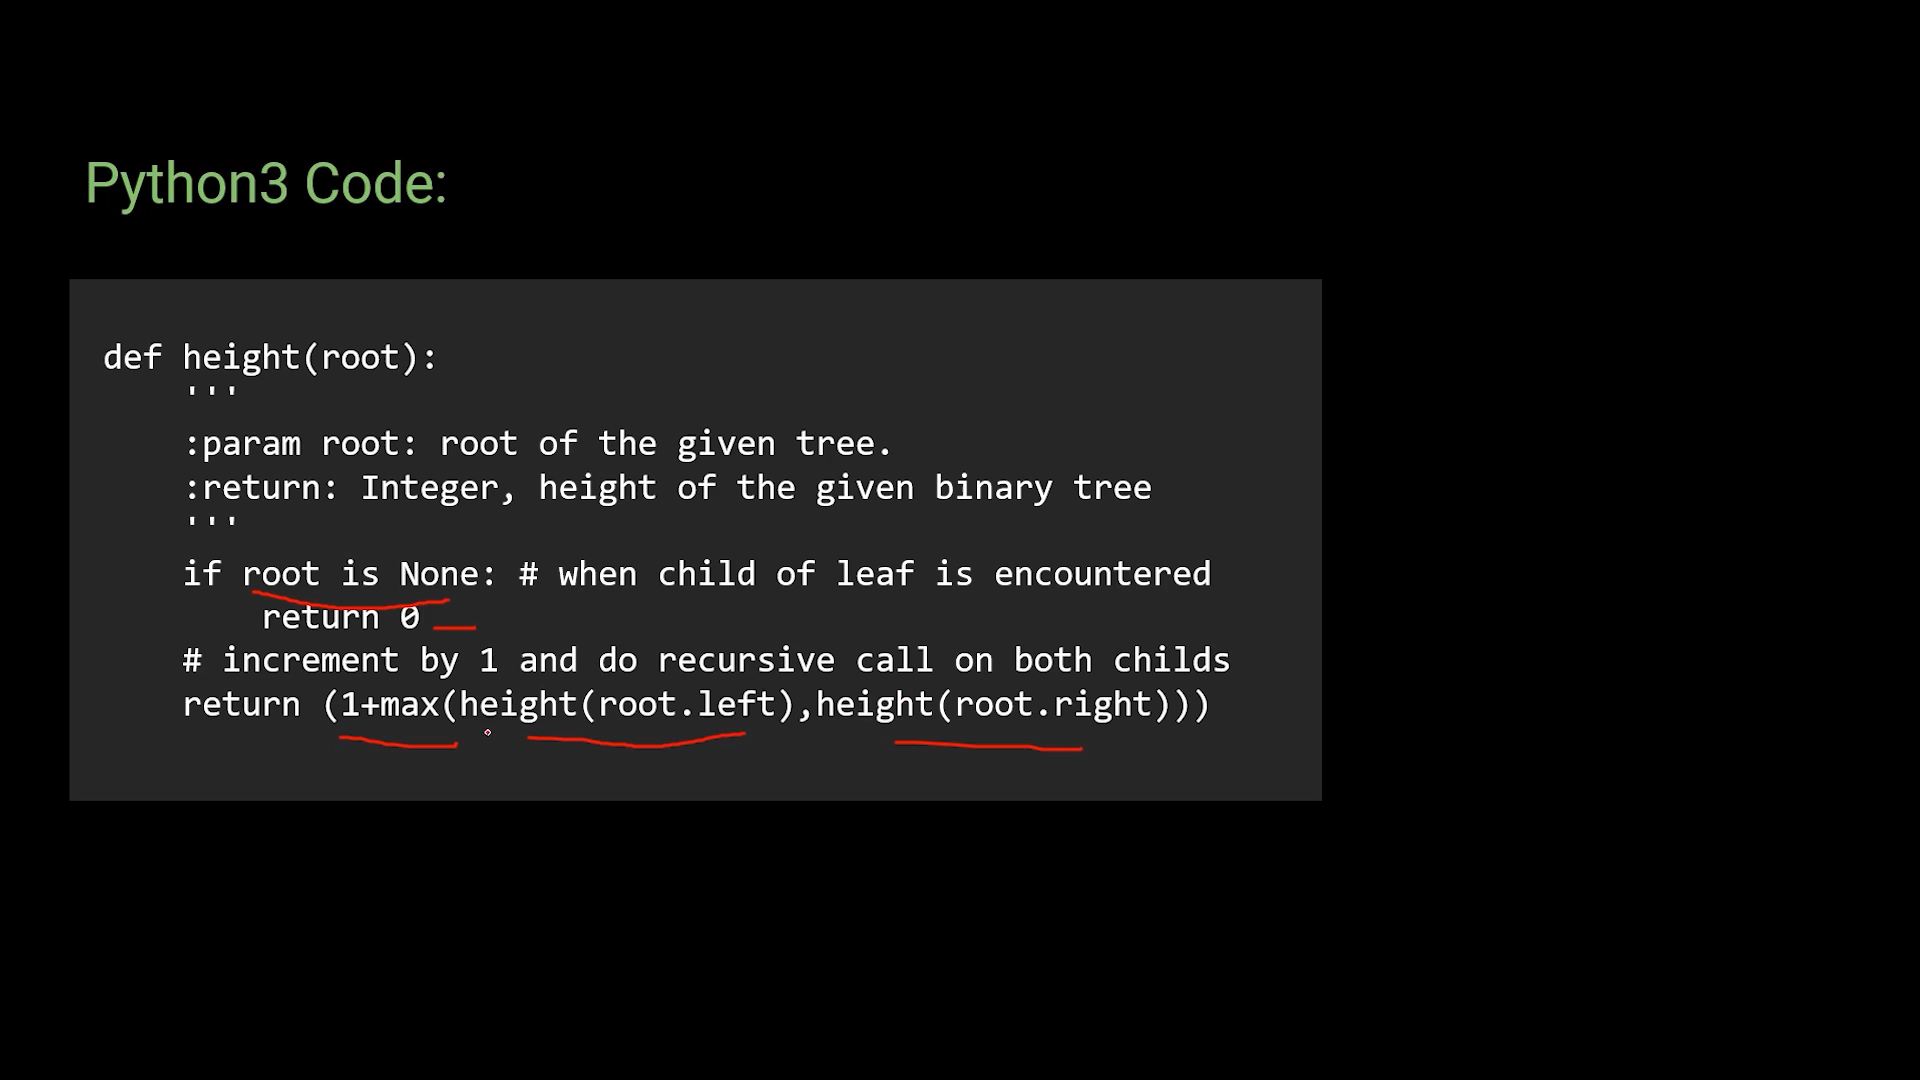 Python3 Code:
def height(root):
'''
:param root: root of the given tree.
:return: Integer, height of the given binary tree
'''
if root is None: # when child of leaf is encountered
return 0
# increment by 1 and do recursive call on both childs
return (1+max(height(root.left),height(root.right)))